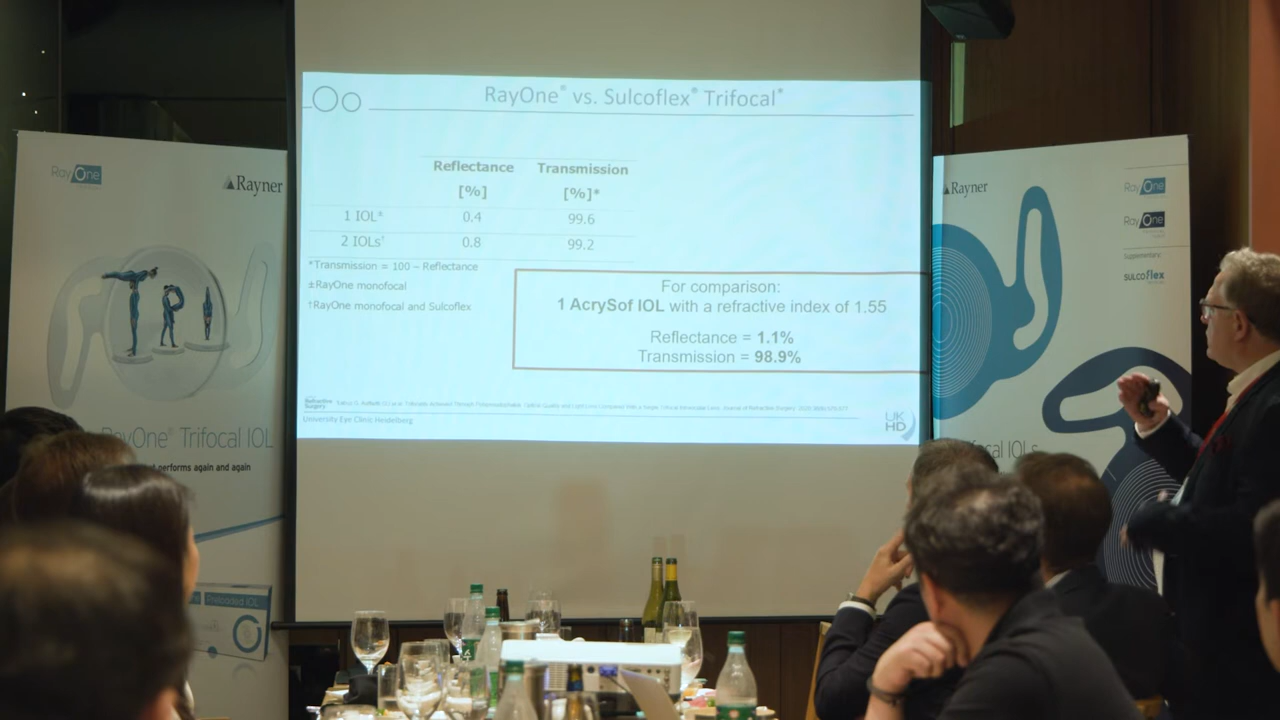 RayOne® vs. Sulcoflex® Trifocal*
Reflectance Transmission
[%] [%]*
1 IOL± 0.4 99.6
2 IOLs† 0.8 99.2
*Transmission = 100 – Reflectance
±RayOne monofocal
†RayOne monofocal and Sulcoflex
For comparison:
1 AcrySof IOL with a refractive index of 1.55
Reflectance = 1.1%
Transmission = 98.9%
University Eye Clinic Heidelberg
UK
HD
RayOne
Rayner
RayOne® Trifocal IOL
performs again and again
Preloaded IOL
Rayner
RayOne
RayOne
Supplementary:
SULCOflex
IOLs